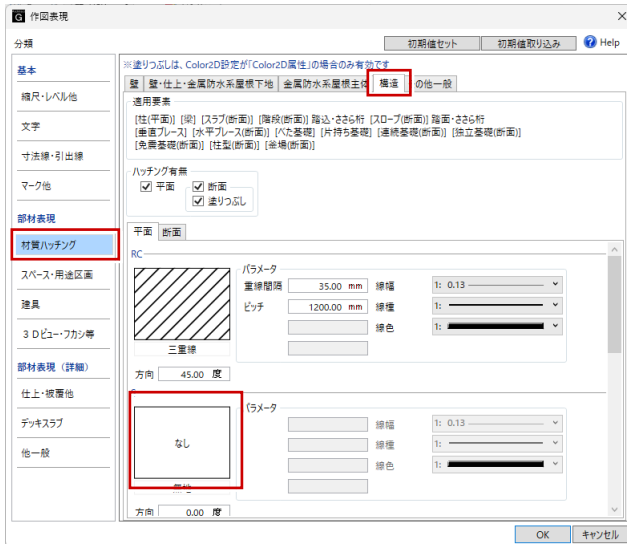 G 作図表現
分類
初期値セット 初期値取り込み ? Help
※塗りつぶしは、Color2D設定が「Color2D属性」の場合のみ有効です
壁 壁・仕上・金属防水系屋根下地 金属防水系屋根主体 構造 の他一般
適用要素
[柱(平面)] [梁] [スラブ(断面)] [階段(断面)] 踏込・ささら桁 [スロープ(断面)] 踏面・ささら桁
[垂直ブレース] [水平ブレース(断面)] [べた基礎] [片持ち基礎] [連続基礎(断面)] [独立基礎(断面)]
[免震基礎(断面)] [柱型(断面)] [釜場(断面)]
ハッチング有無
平面 断面
塗りつぶし
平面 断面
RC
パラメータ
重線間隔 35.00 mm 線幅 1: 0.13
ピッチ 1200.00 mm 線種 1:
線色 1:
三重線
方向 45.00 度
パラメータ
線幅 1: 0.13
なし
線種 1:
線色 1:
方向 0.00 度
基本
縮尺・レベル他
文字
寸法線・引出線
マーク他
部材表現
材質ハッチング
スペース・用途区画
建具
3Dビュー・フカシ等
部材表現（詳細）
仕上・被覆他
デッキスラブ
他一般
OK キャンセル